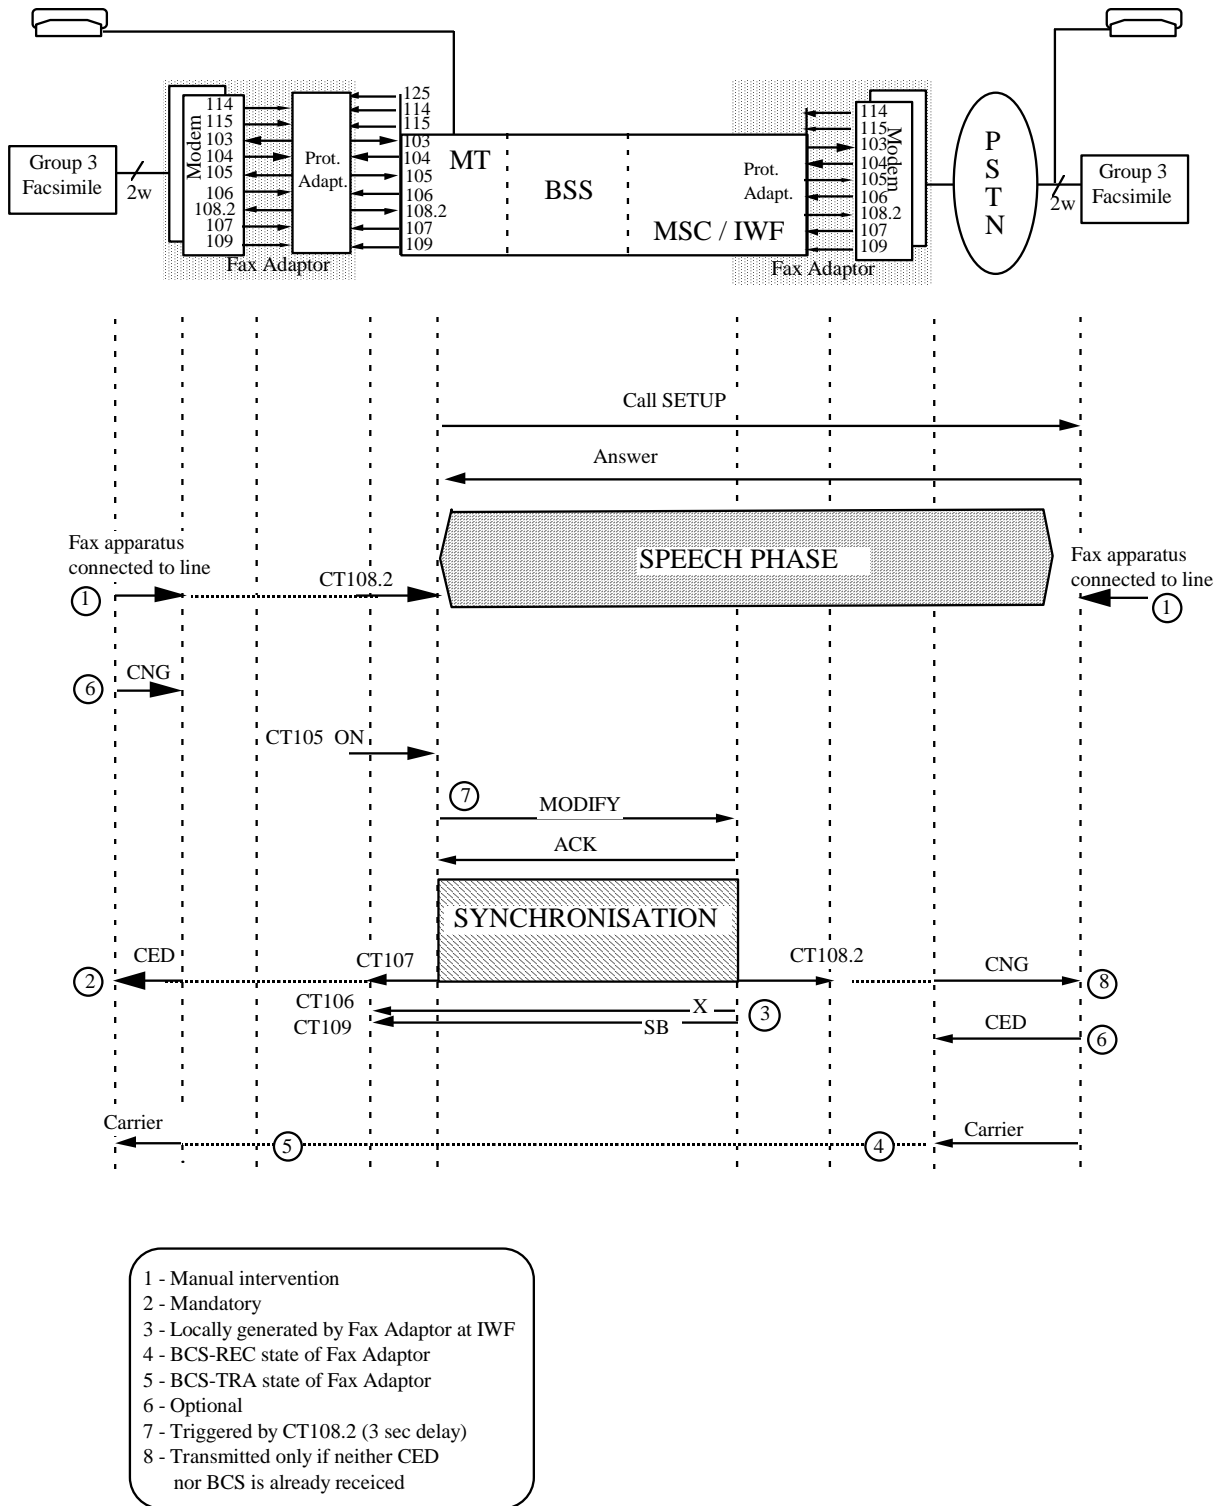 125
114
115
103
104
105
106
108.2
107
109
Modem
Prot.
Adapt.
114
115
103
104
105
106
108.2
107
109
Group 3
Facsimile
2w
Fax Adaptor
MT
BSS
MSC / IWF
Prot.
Adapt.
114
115
103
104
105
106
108.2
107
109
Modem
Fax Adaptor
P
S
T
N
2w
Group 3
Facsimile
Call SETUP
Answer
SPEECH PHASE
Fax apparatus
connected to line
1
CT108.2
Fax apparatus
connected to line
1
CNG
6
CT105 ON
7
MODIFY
ACK
SYNCHRONISATION
CED
2
CT107
CT108.2
CNG
8
CT106
X
3
CT109
SB
CED
6
Carrier
5
4
Carrier
1 - Manual intervention
2 - Mandatory
3 - Locally generated by Fax Adaptor at IWF
4 - BCS-REC state of Fax Adaptor
5 - BCS-TRA state of Fax Adaptor
6 - Optional
7 - Triggered by CT108.2 (3 sec delay)
8 - Transmitted only if neither CED
nor BCS is already receiced